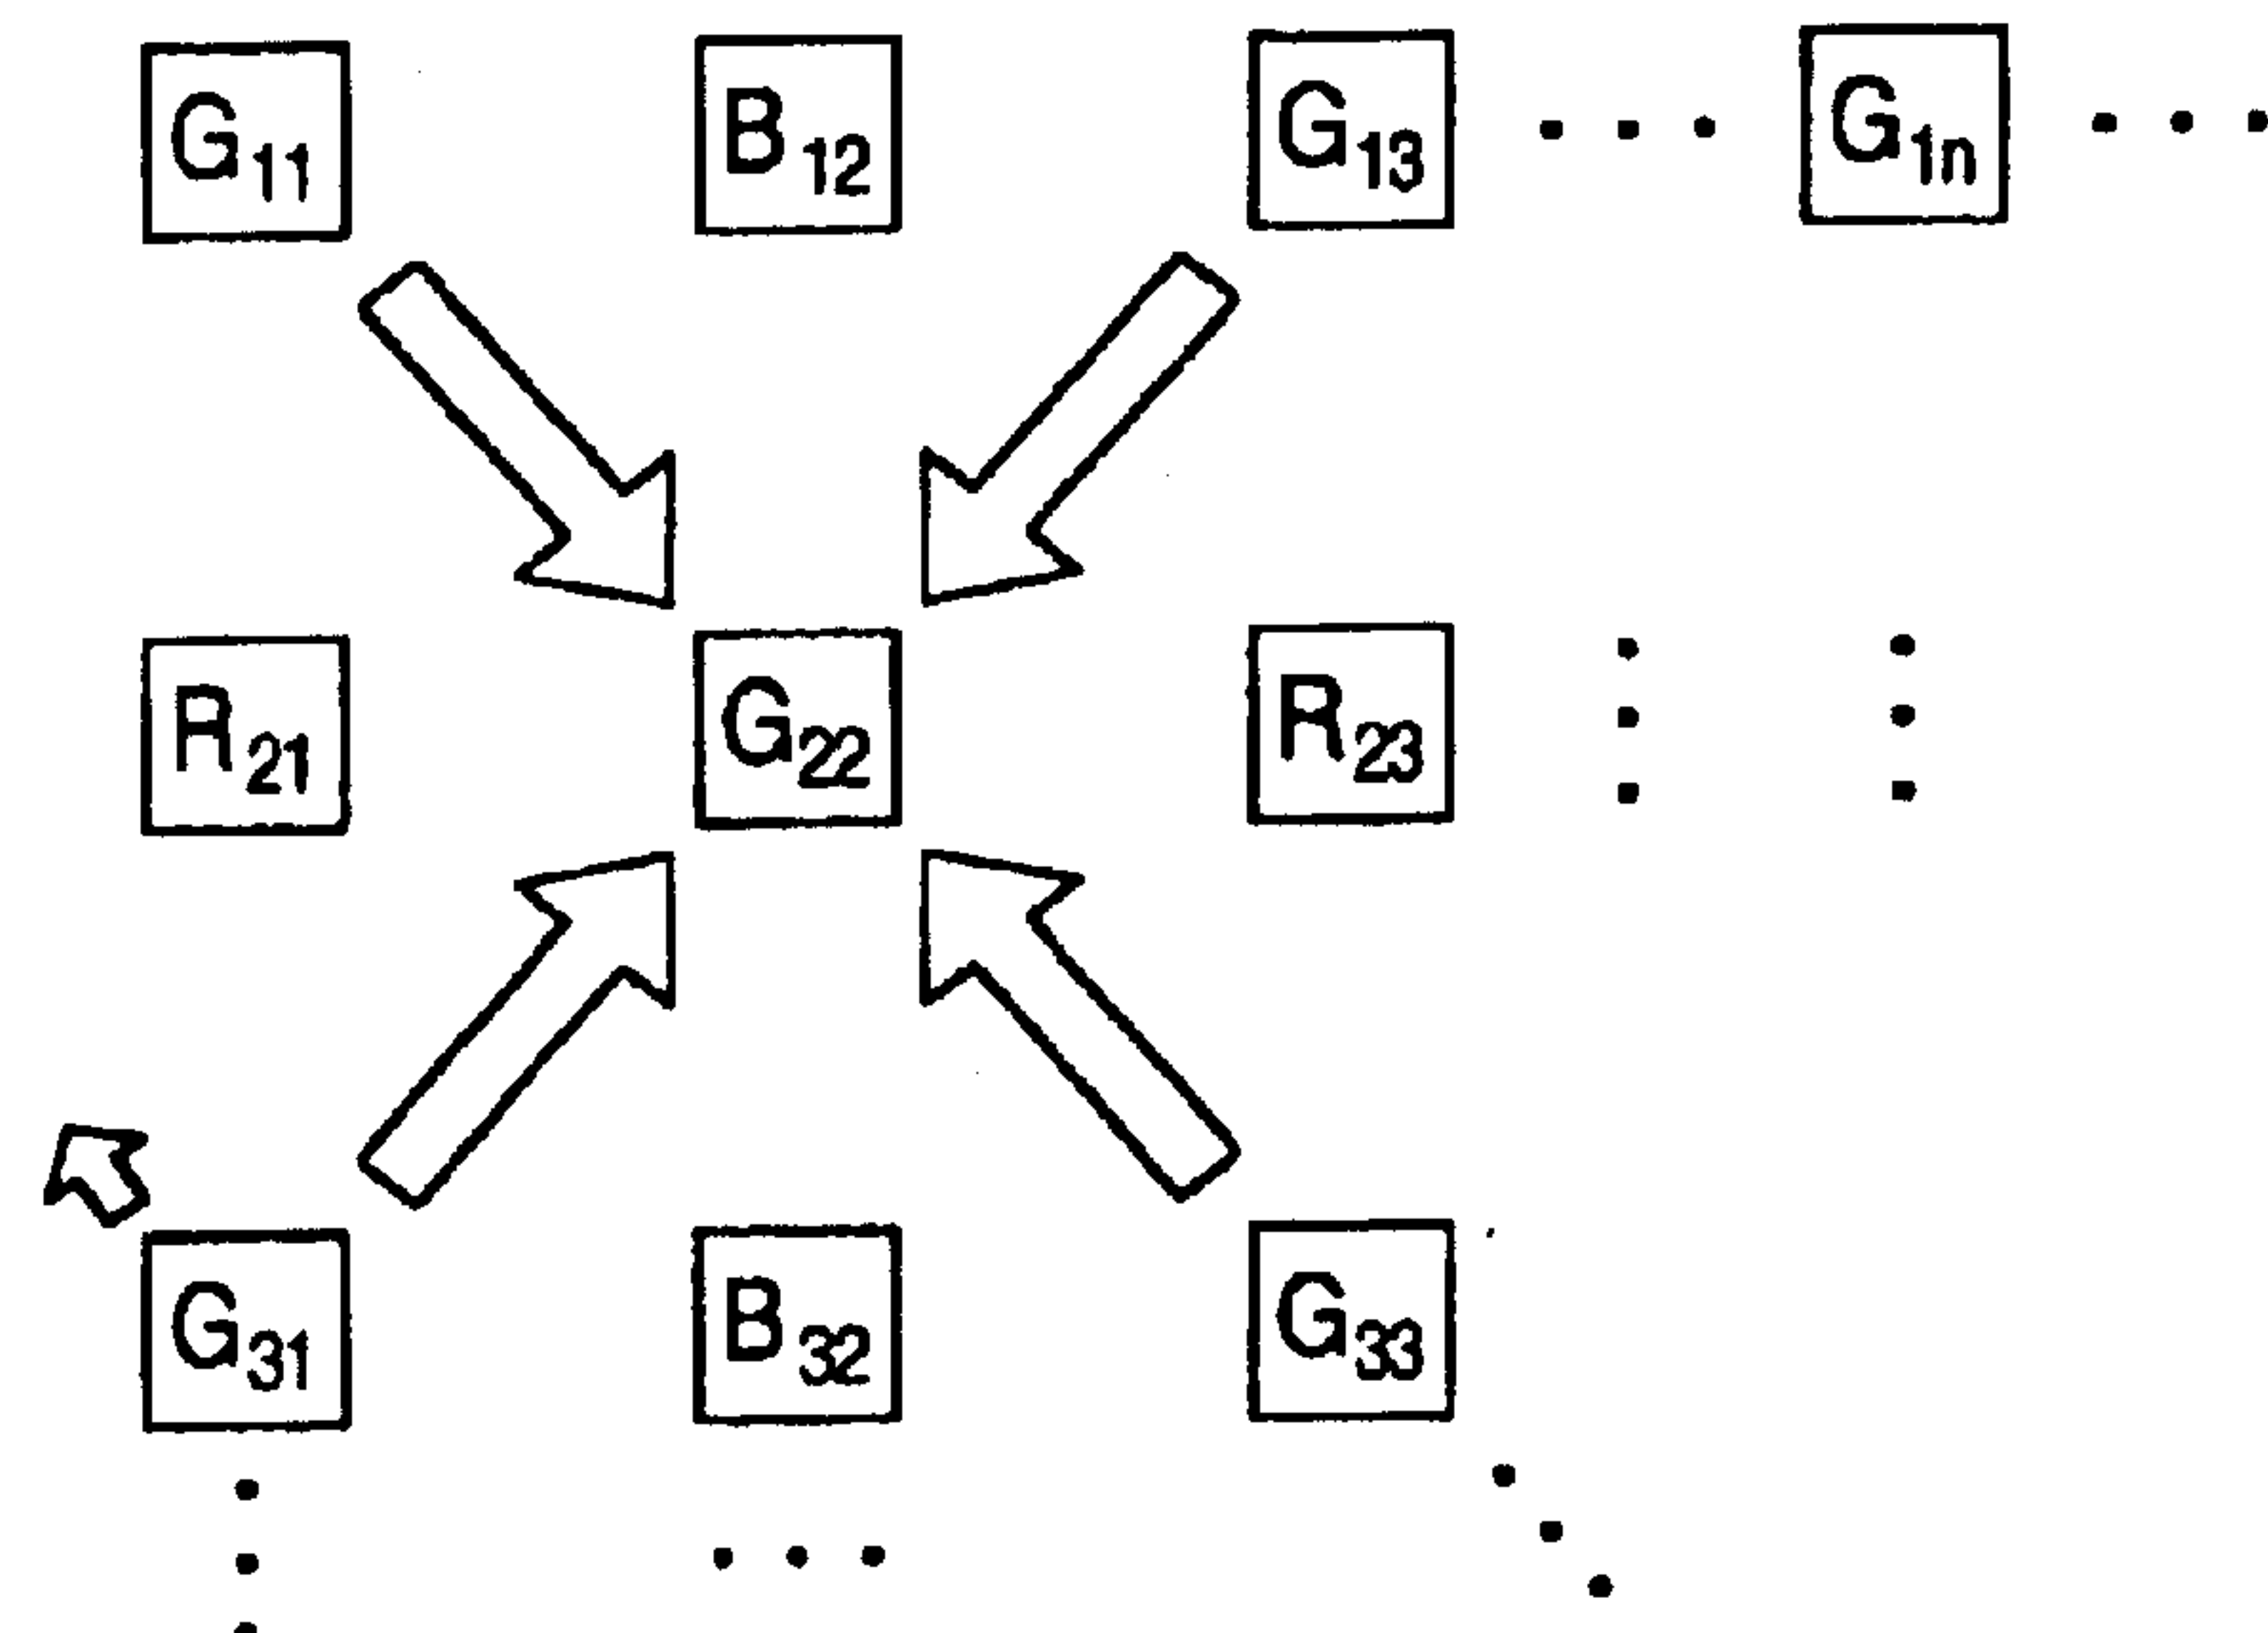 G11 B12 G13 . . . G1n . . .
R21 G22 R23
G31 B32 G33